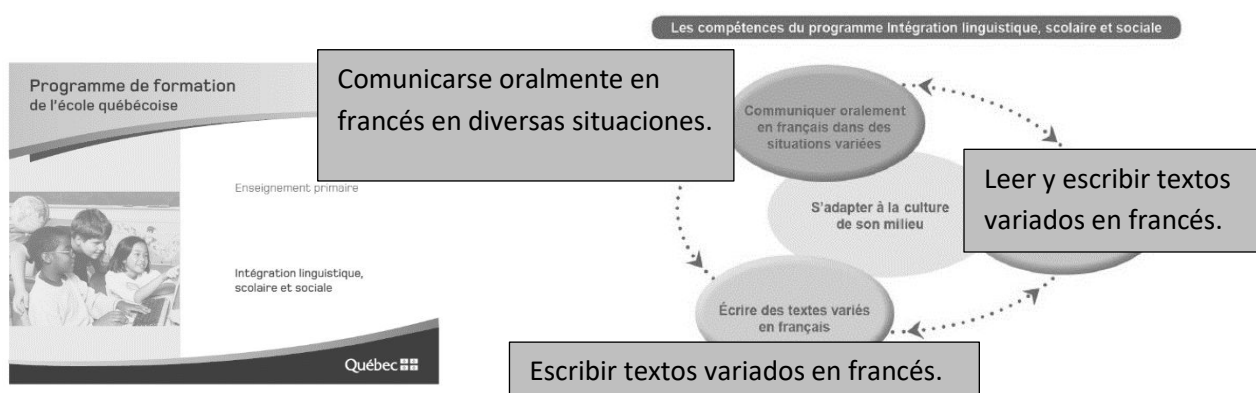 Les compétences du programme Intégration linguistique, scolaire et sociale
Programme de formation
de l'école québécoise
Enseignement primaire
Intégration linguistique,
scolaire et sociale
Québec
Comunicarse oralmente en
francés en diversas situaciones.
Communiquer oralement
en français dans des
situations variées
Leer y escribir textos
variados en francés.
S'adapter à la culture
de son milieu
Écrire des textes variés
en français
Escribir textos variados en francés.